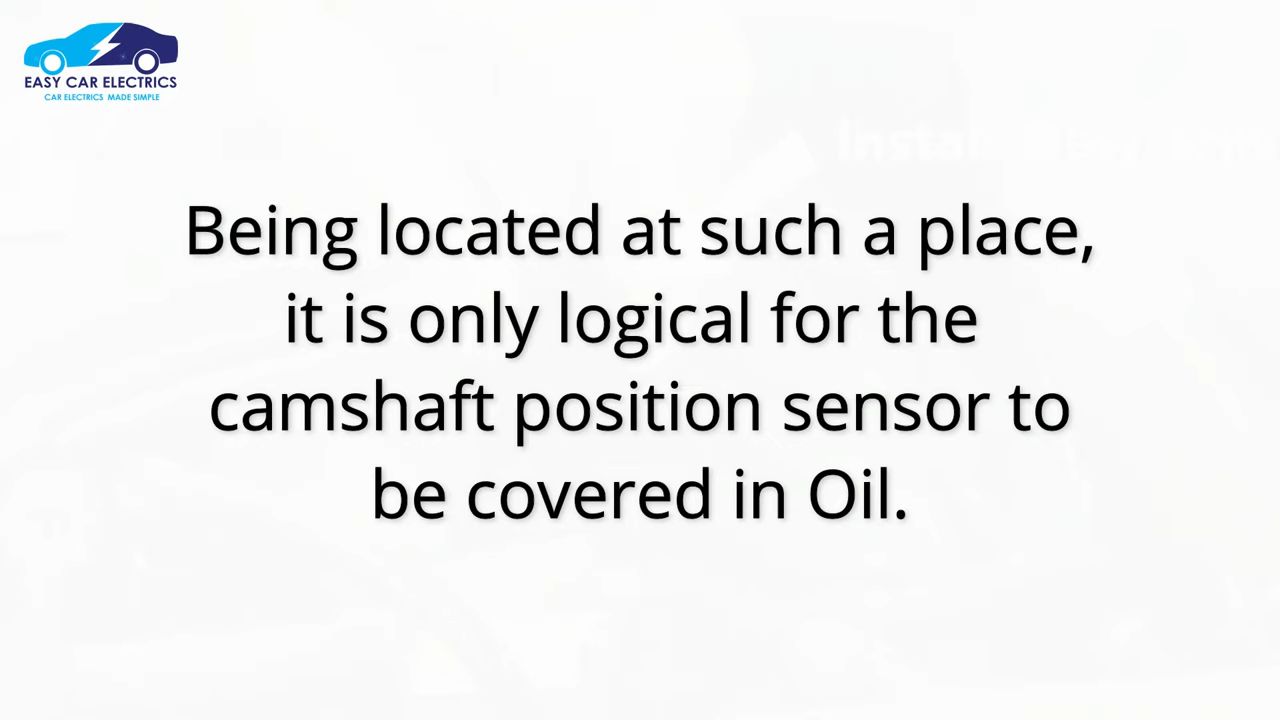 EASY CAR ELECTRICS
CAR ELECTRICS MADE SIMPLE
Being located at such a place,
it is only logical for the
camshaft position sensor to
be covered in Oil.